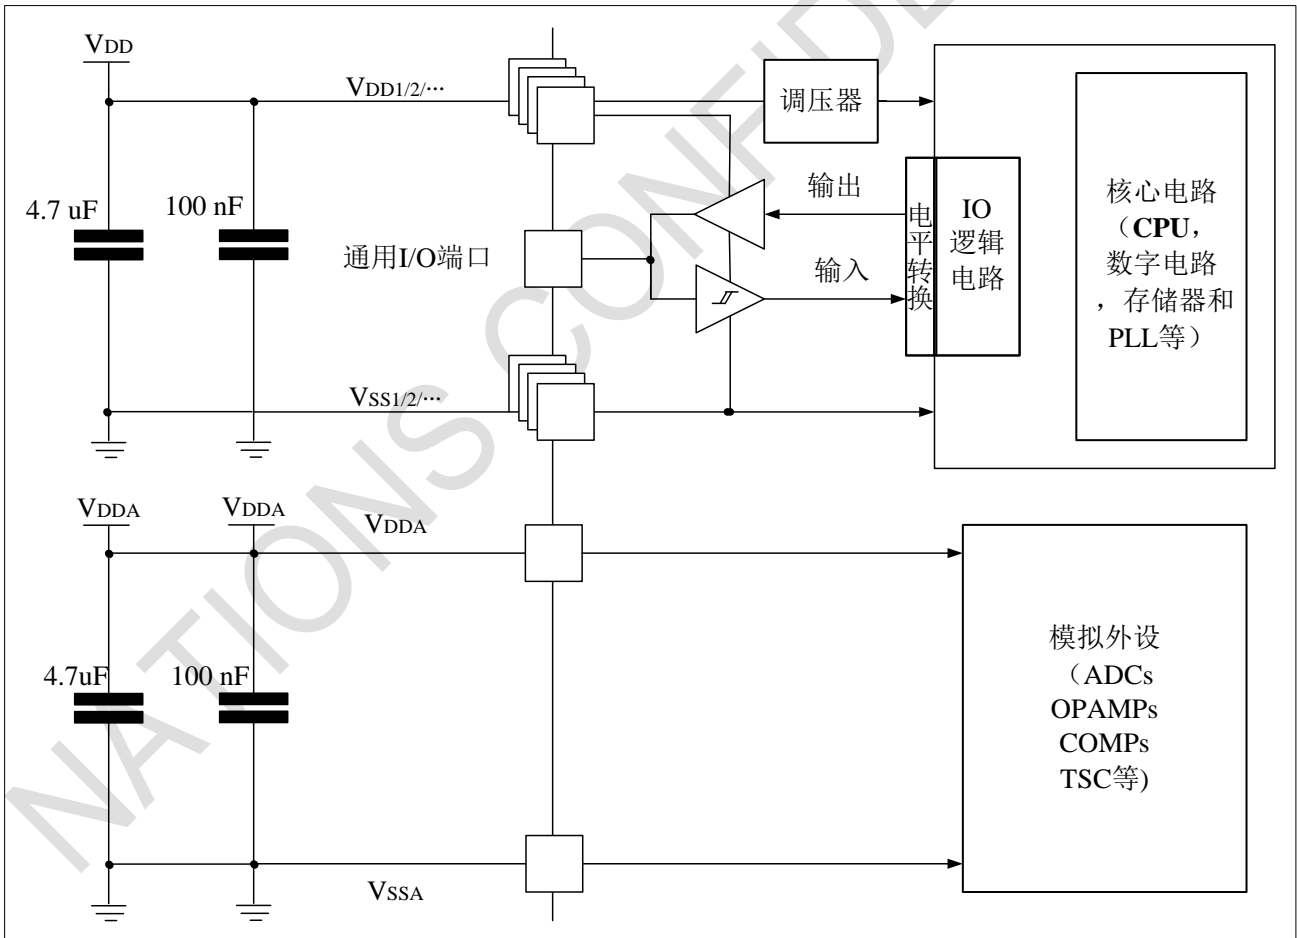 VDD
VDD1/2/···
调压器
4.7 uF
100 nF
通用I/O端口
输出
输入
电平转换
IO
逻辑
电路
核心电路
（CPU，
数字电路
，存储器和
PLL等）
VSS1/2/···
VDDA
VDDA
VDDA
4.7uF
100 nF
模拟外设
（ADCs
OPAMPs
COMPs
TSC等)
VSSA
NATIONS CONFIDE